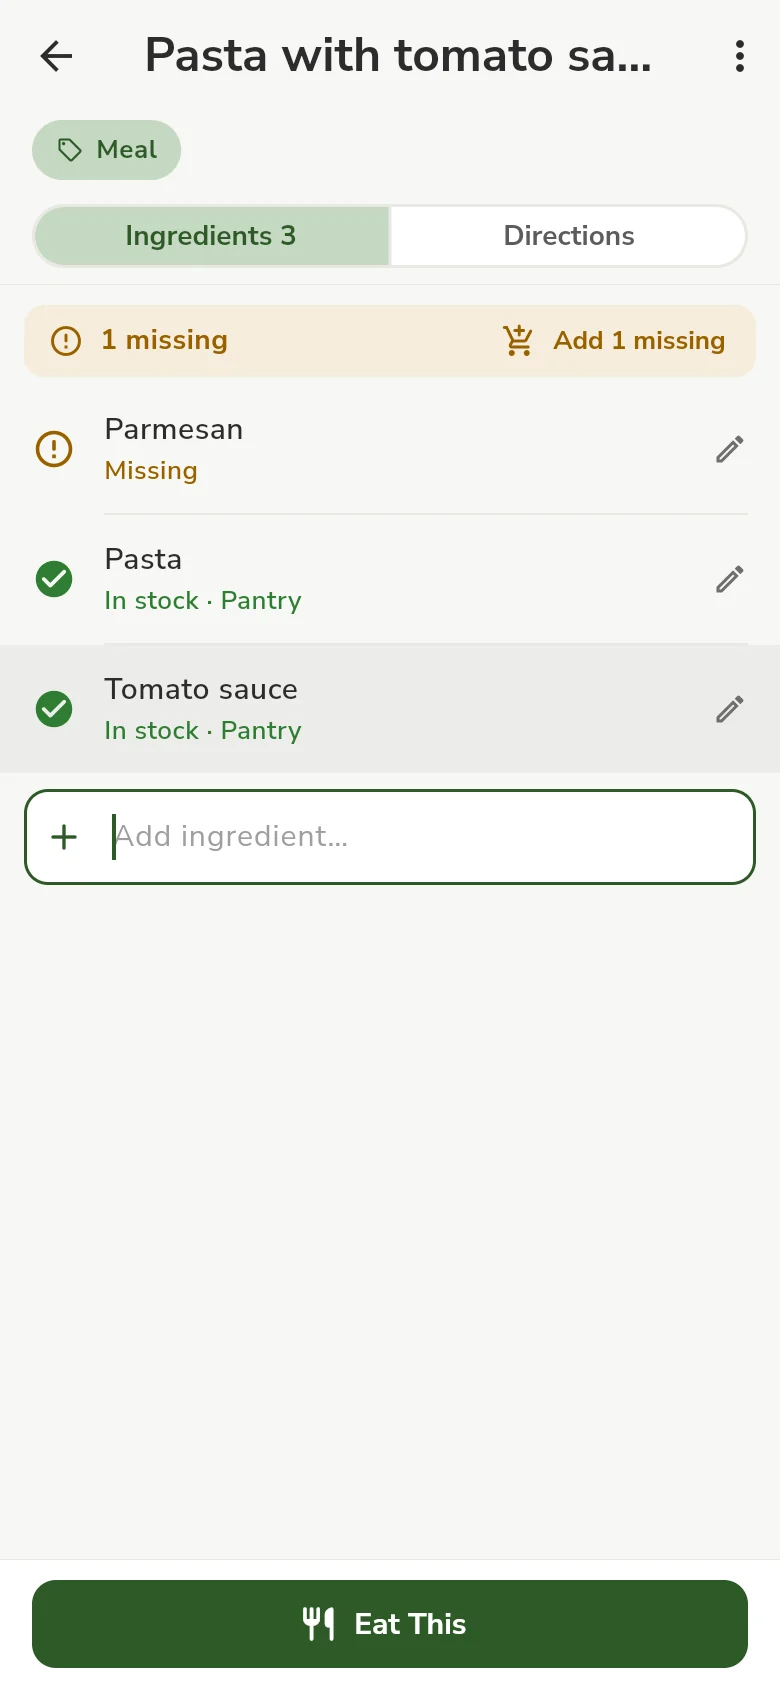 Pasta with tomato sa...
Meal
Ingredients 3
Directions
1 missing
Add 1 missing
Parmesan
Missing
Pasta
In stock · Pantry
Tomato sauce
In stock · Pantry
Add ingredient...
Eat This